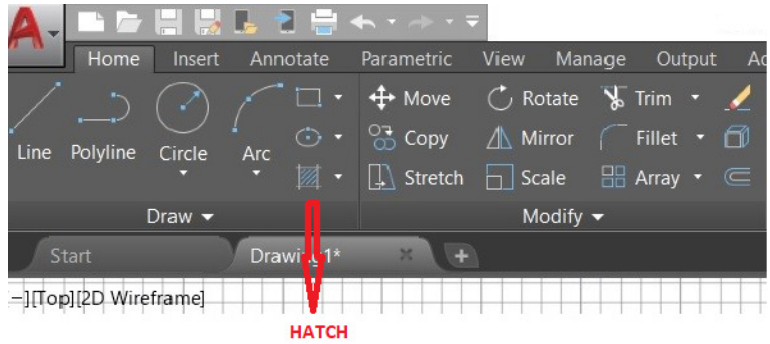 A
Home Insert Annotate Parametric View Manage Output
Move Rotate Trim
Line Polyline Circle Arc Copy Mirror Fillet
Stretch Scale Array
Draw Modify
Start Drawing1*
–][Top][2D Wireframe]
HATCH